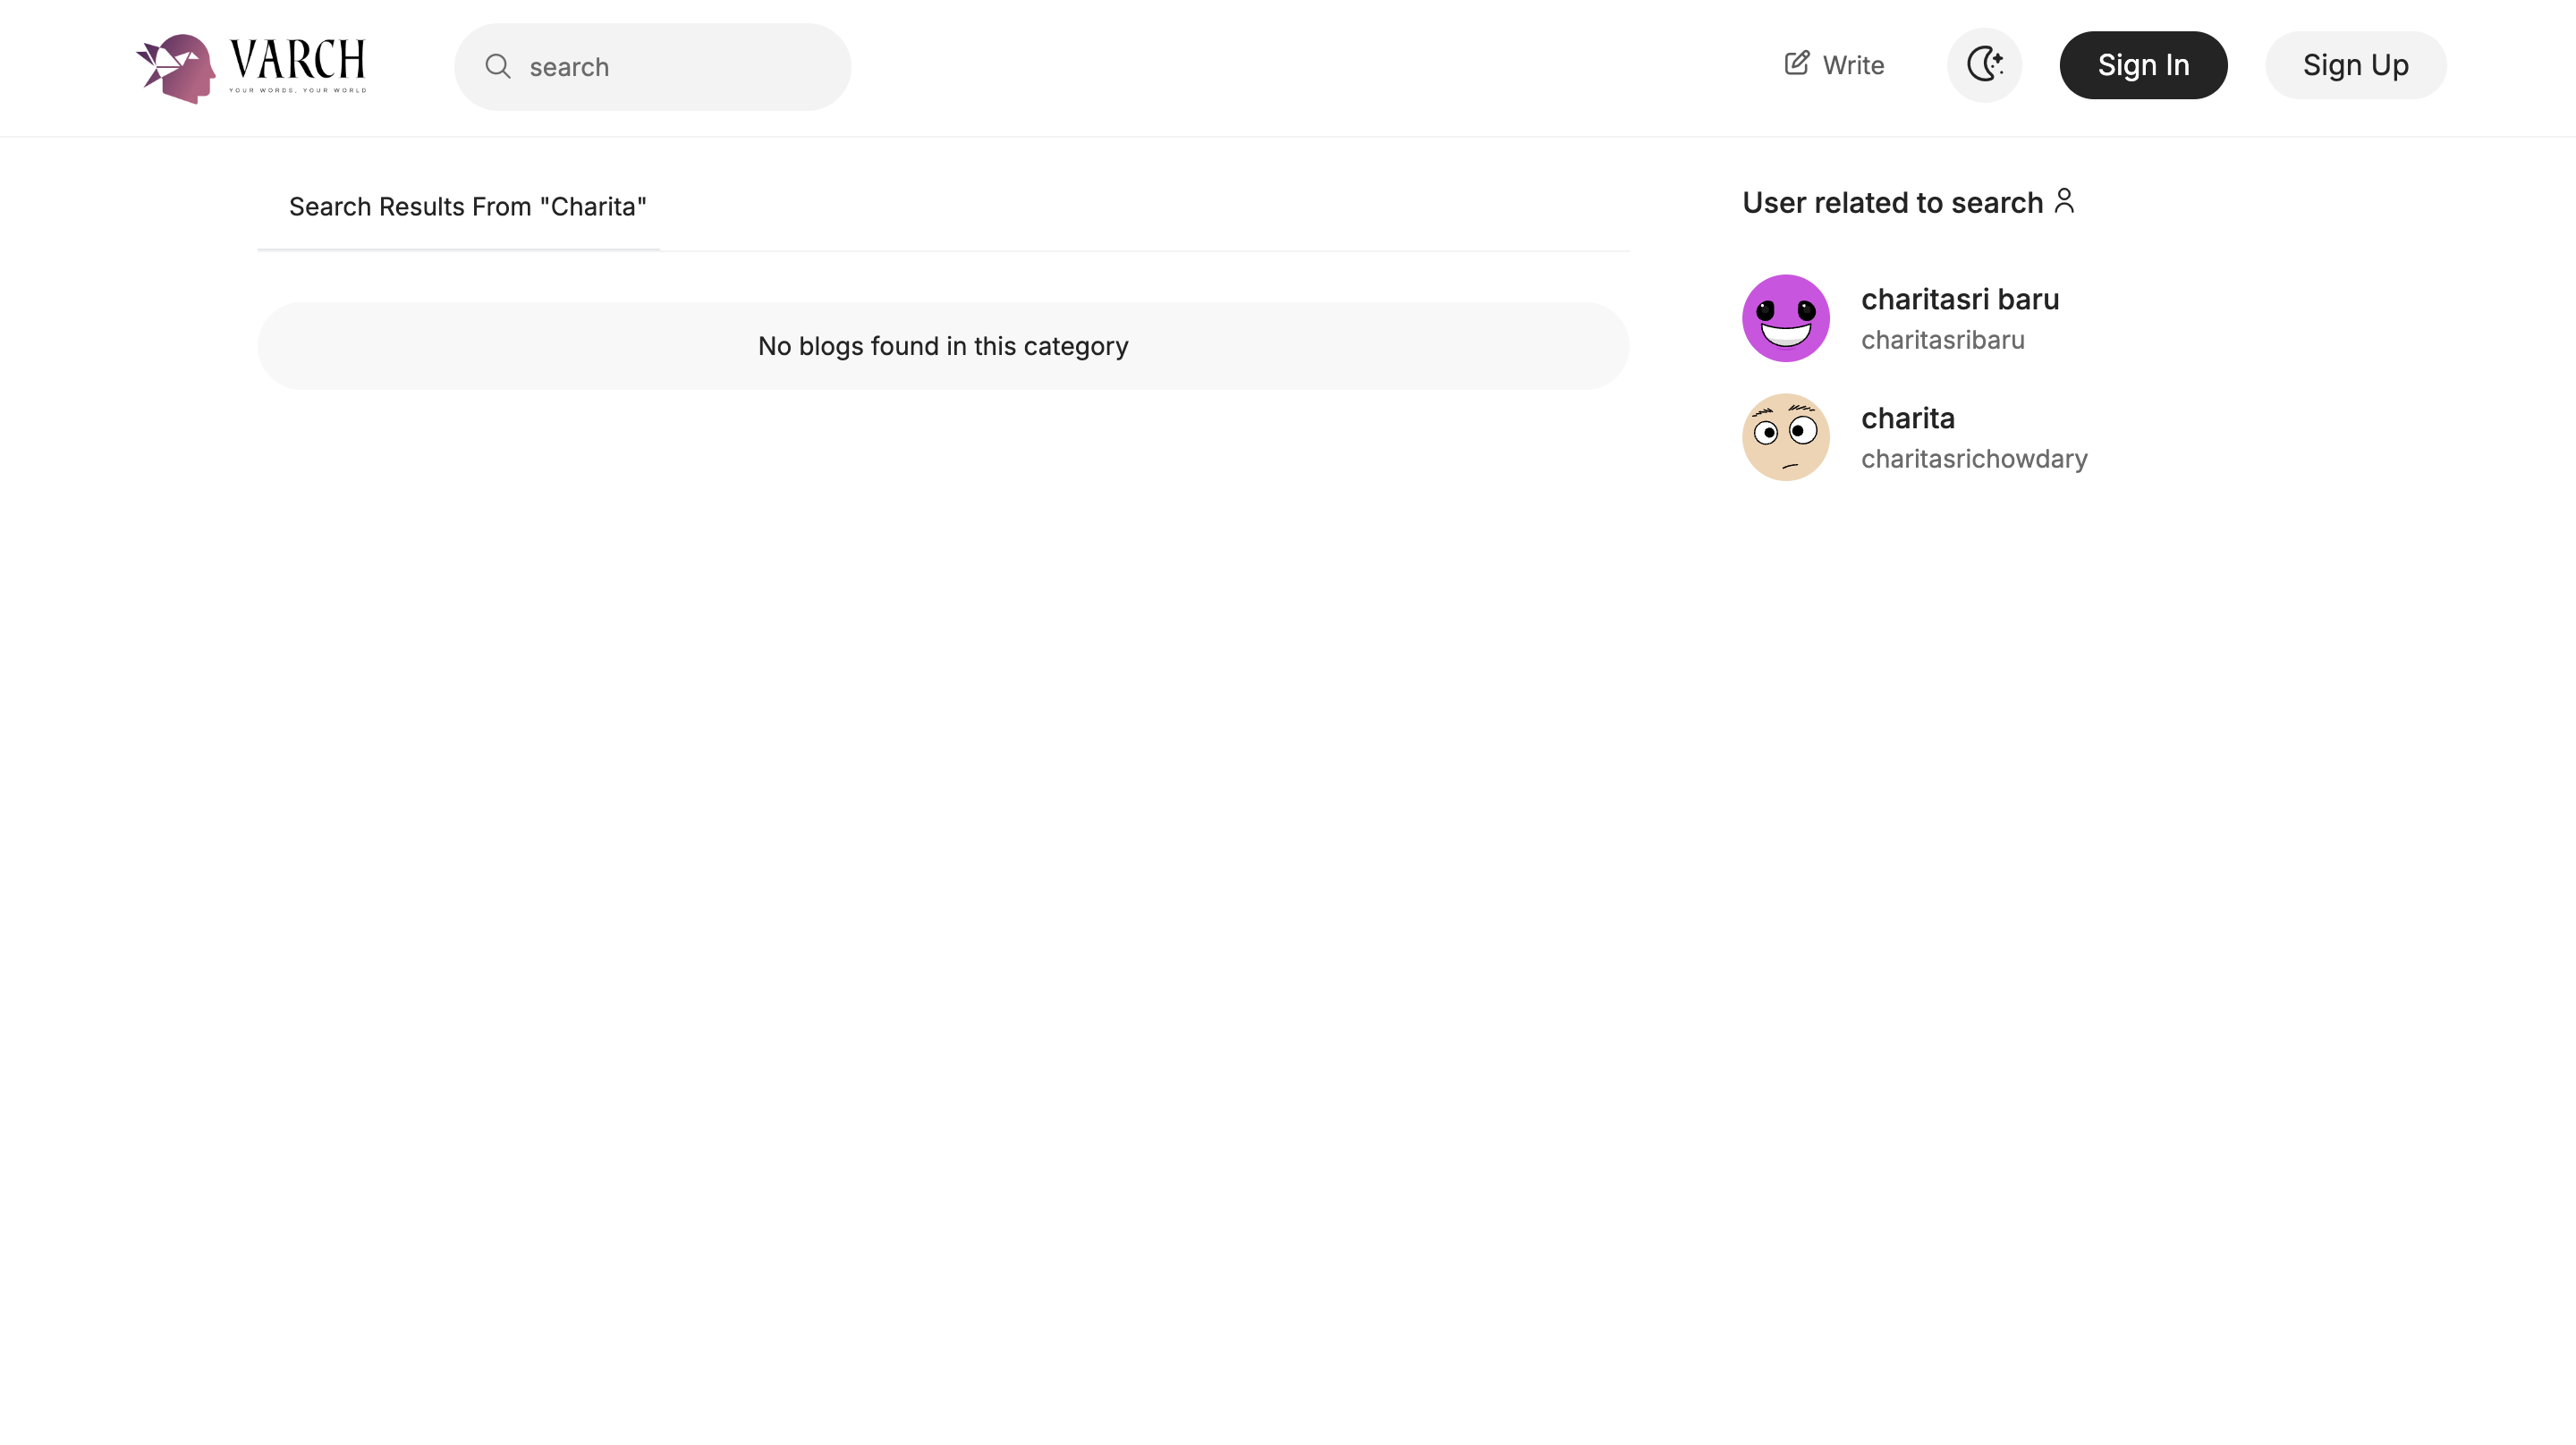 VARCH
YOUR WORDS, YOUR WORLD
search
Write
Sign In
Sign Up
Search Results From "Charita"
No blogs found in this category
User related to search
charitasri baru
charitasribaru
charita
charitasrichowdary